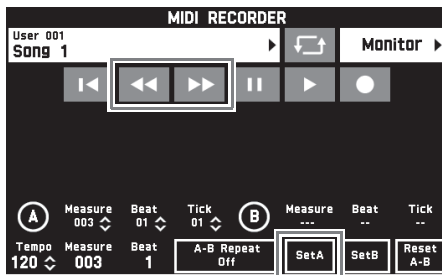 MIDI RECORDER
User 001
Song 1
Monitor
A Measure Beat Tick B Measure Beat Tick
003 01 01 --- -- --
Tempo Measure Beat A-B Repeat SetA SetB Reset
120 003 1 Off A-B